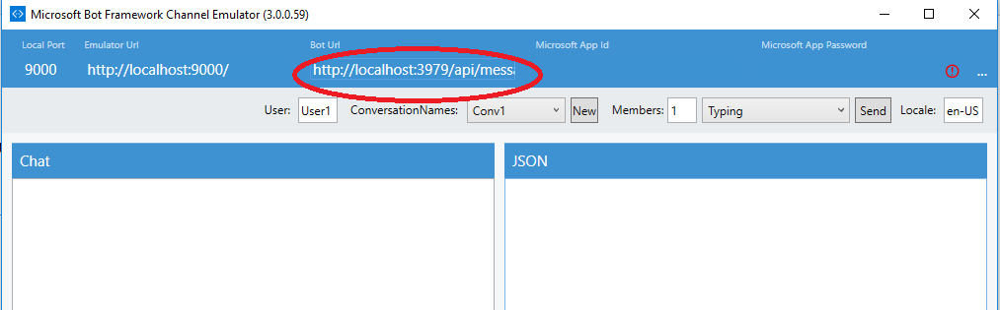 Microsoft Bot Framework Channel Emulator (3.0.0.59)
Local Port Emulator Url Bot Url Microsoft App Id Microsoft App Password
9000 http://localhost:9000/ http://localhost:3979/api/messa ! ...
User: User1 ConversationNames: Conv1 New Members: 1 Typing Send Locale: en-US
Chat JSON